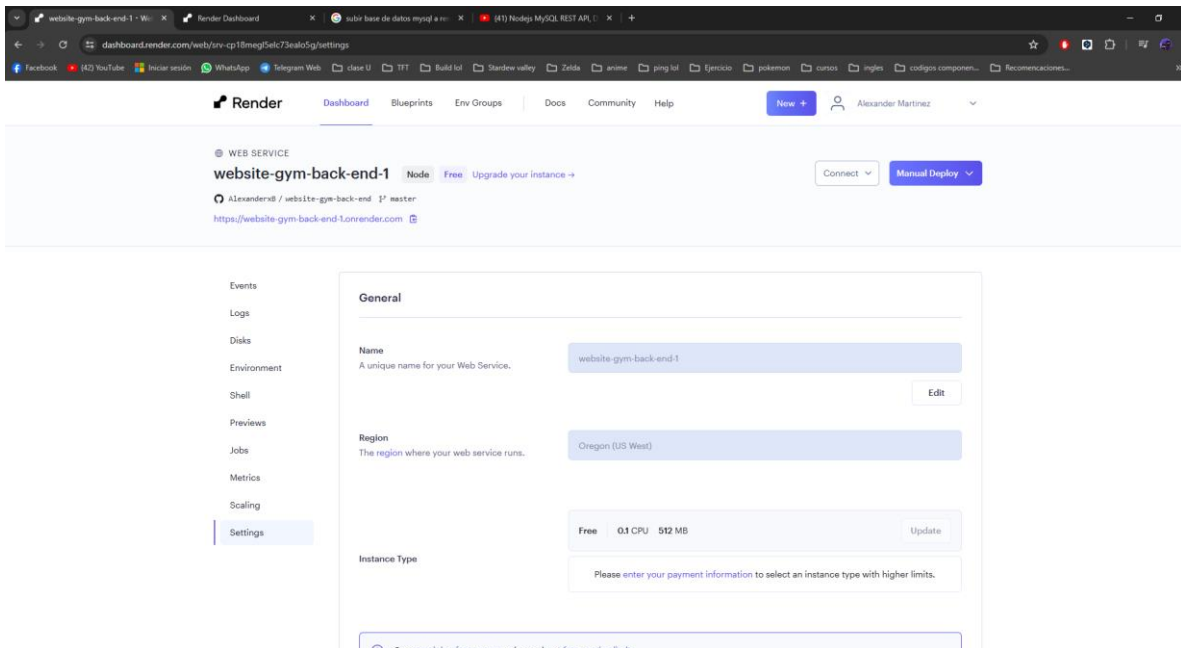 website-gym-back-end-1 · We
Render Dashboard
subir base de datos mysql a re
(41) Nodejs MySQL REST API,
dashboard.render.com/web/srv-cp18megl5elc73ealo5g/settings
Facebook (42) YouTube Iniciar sesión WhatsApp Telegram Web clase U TFT Build lol Stardew valley Zelda anime ping lol Ejercicio pokemon cursos ingles codigos componen... Recomencaciones...
Render Dashboard Blueprints Env Groups Docs Community Help New + Alexander Martinez
WEB SERVICE
website-gym-back-end-1 Node Free Upgrade your instance → Connect Manual Deploy
/ website-gym-back-end master
https://website-gym-back-end-1.onrender.com
Events
Logs
Disks
Environment
Shell
Previews
Jobs
Metrics
Scaling
Settings
General
Name
A unique name for your Web Service.
website-gym-back-end-1
Edit
Region
The region where your web service runs.
Oregon (US West)
Instance Type
Free 0.1 CPU 512 MB Update
Please enter your payment information to select an instance type with higher limits.